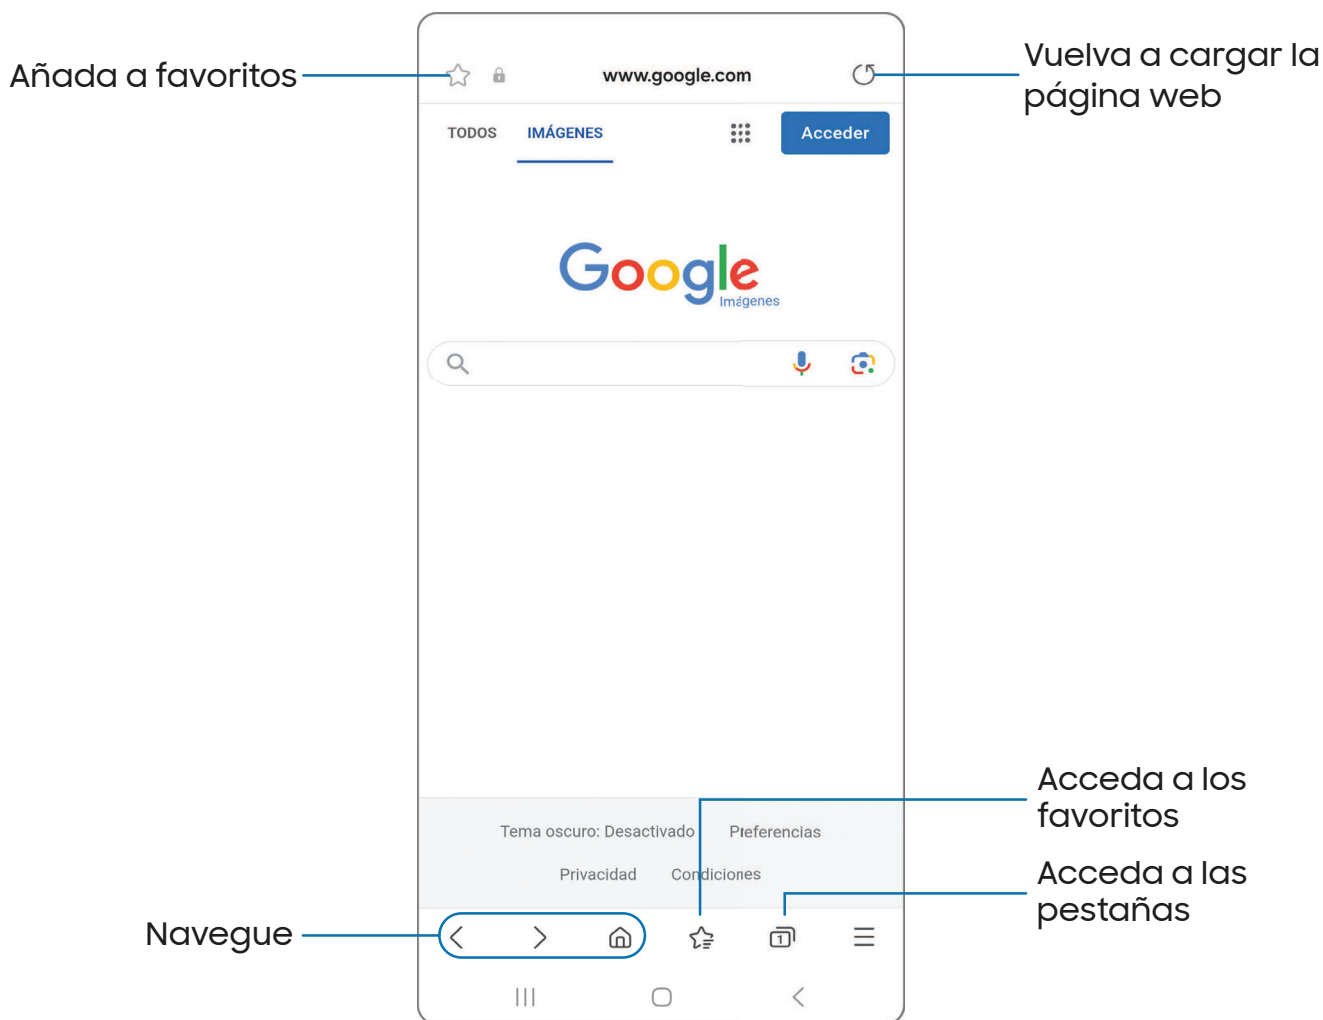 Añada a favoritos
www.google.com
Vuelva a cargar la
página web
TODOS
IMÁGENES
Acceder
Google
Imágenes
Acceda a los
favoritos
Tema oscuro: Desactivado
Preferencias
Privacidad
Condiciones
Acceda a las
pestañas
Navegue
1